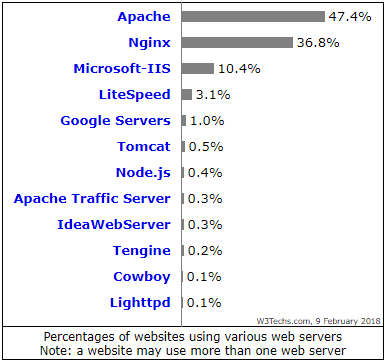 Apache 47.4%
Nginx 36.8%
Microsoft-IIS 10.4%
LiteSpeed 3.1%
Google Servers 1.0%
Tomcat 0.5%
Node.js 0.4%
Apache Traffic Server 0.3%
IdeaWebServer 0.3%
Tengine 0.2%
Cowboy 0.1%
Lighttpd 0.1%
W3Techs.com, 9 February 2018
Percentages of websites using various web servers
Note: a website may use more than one web server